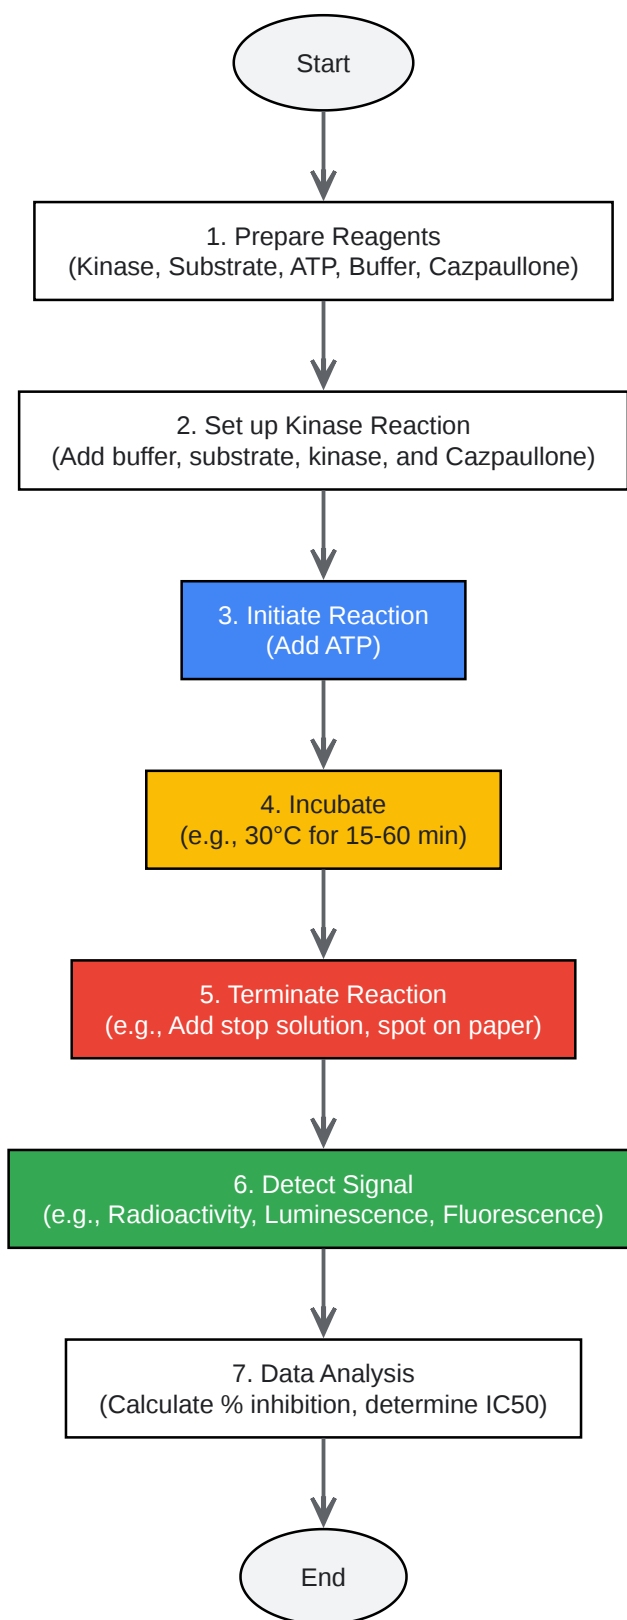 Start
1. Prepare Reagents
(Kinase, Substrate, ATP, Buffer, Cazpaullone)
2. Set up Kinase Reaction
(Add buffer, substrate, kinase, and Cazpaullone)
3. Initiate Reaction
(Add ATP)
4. Incubate
(e.g., 30°C for 15-60 min)
5. Terminate Reaction
(e.g., Add stop solution, spot on paper)
6. Detect Signal
(e.g., Radioactivity, Luminescence, Fluorescence)
7. Data Analysis
(Calculate % inhibition, determine IC50)
End